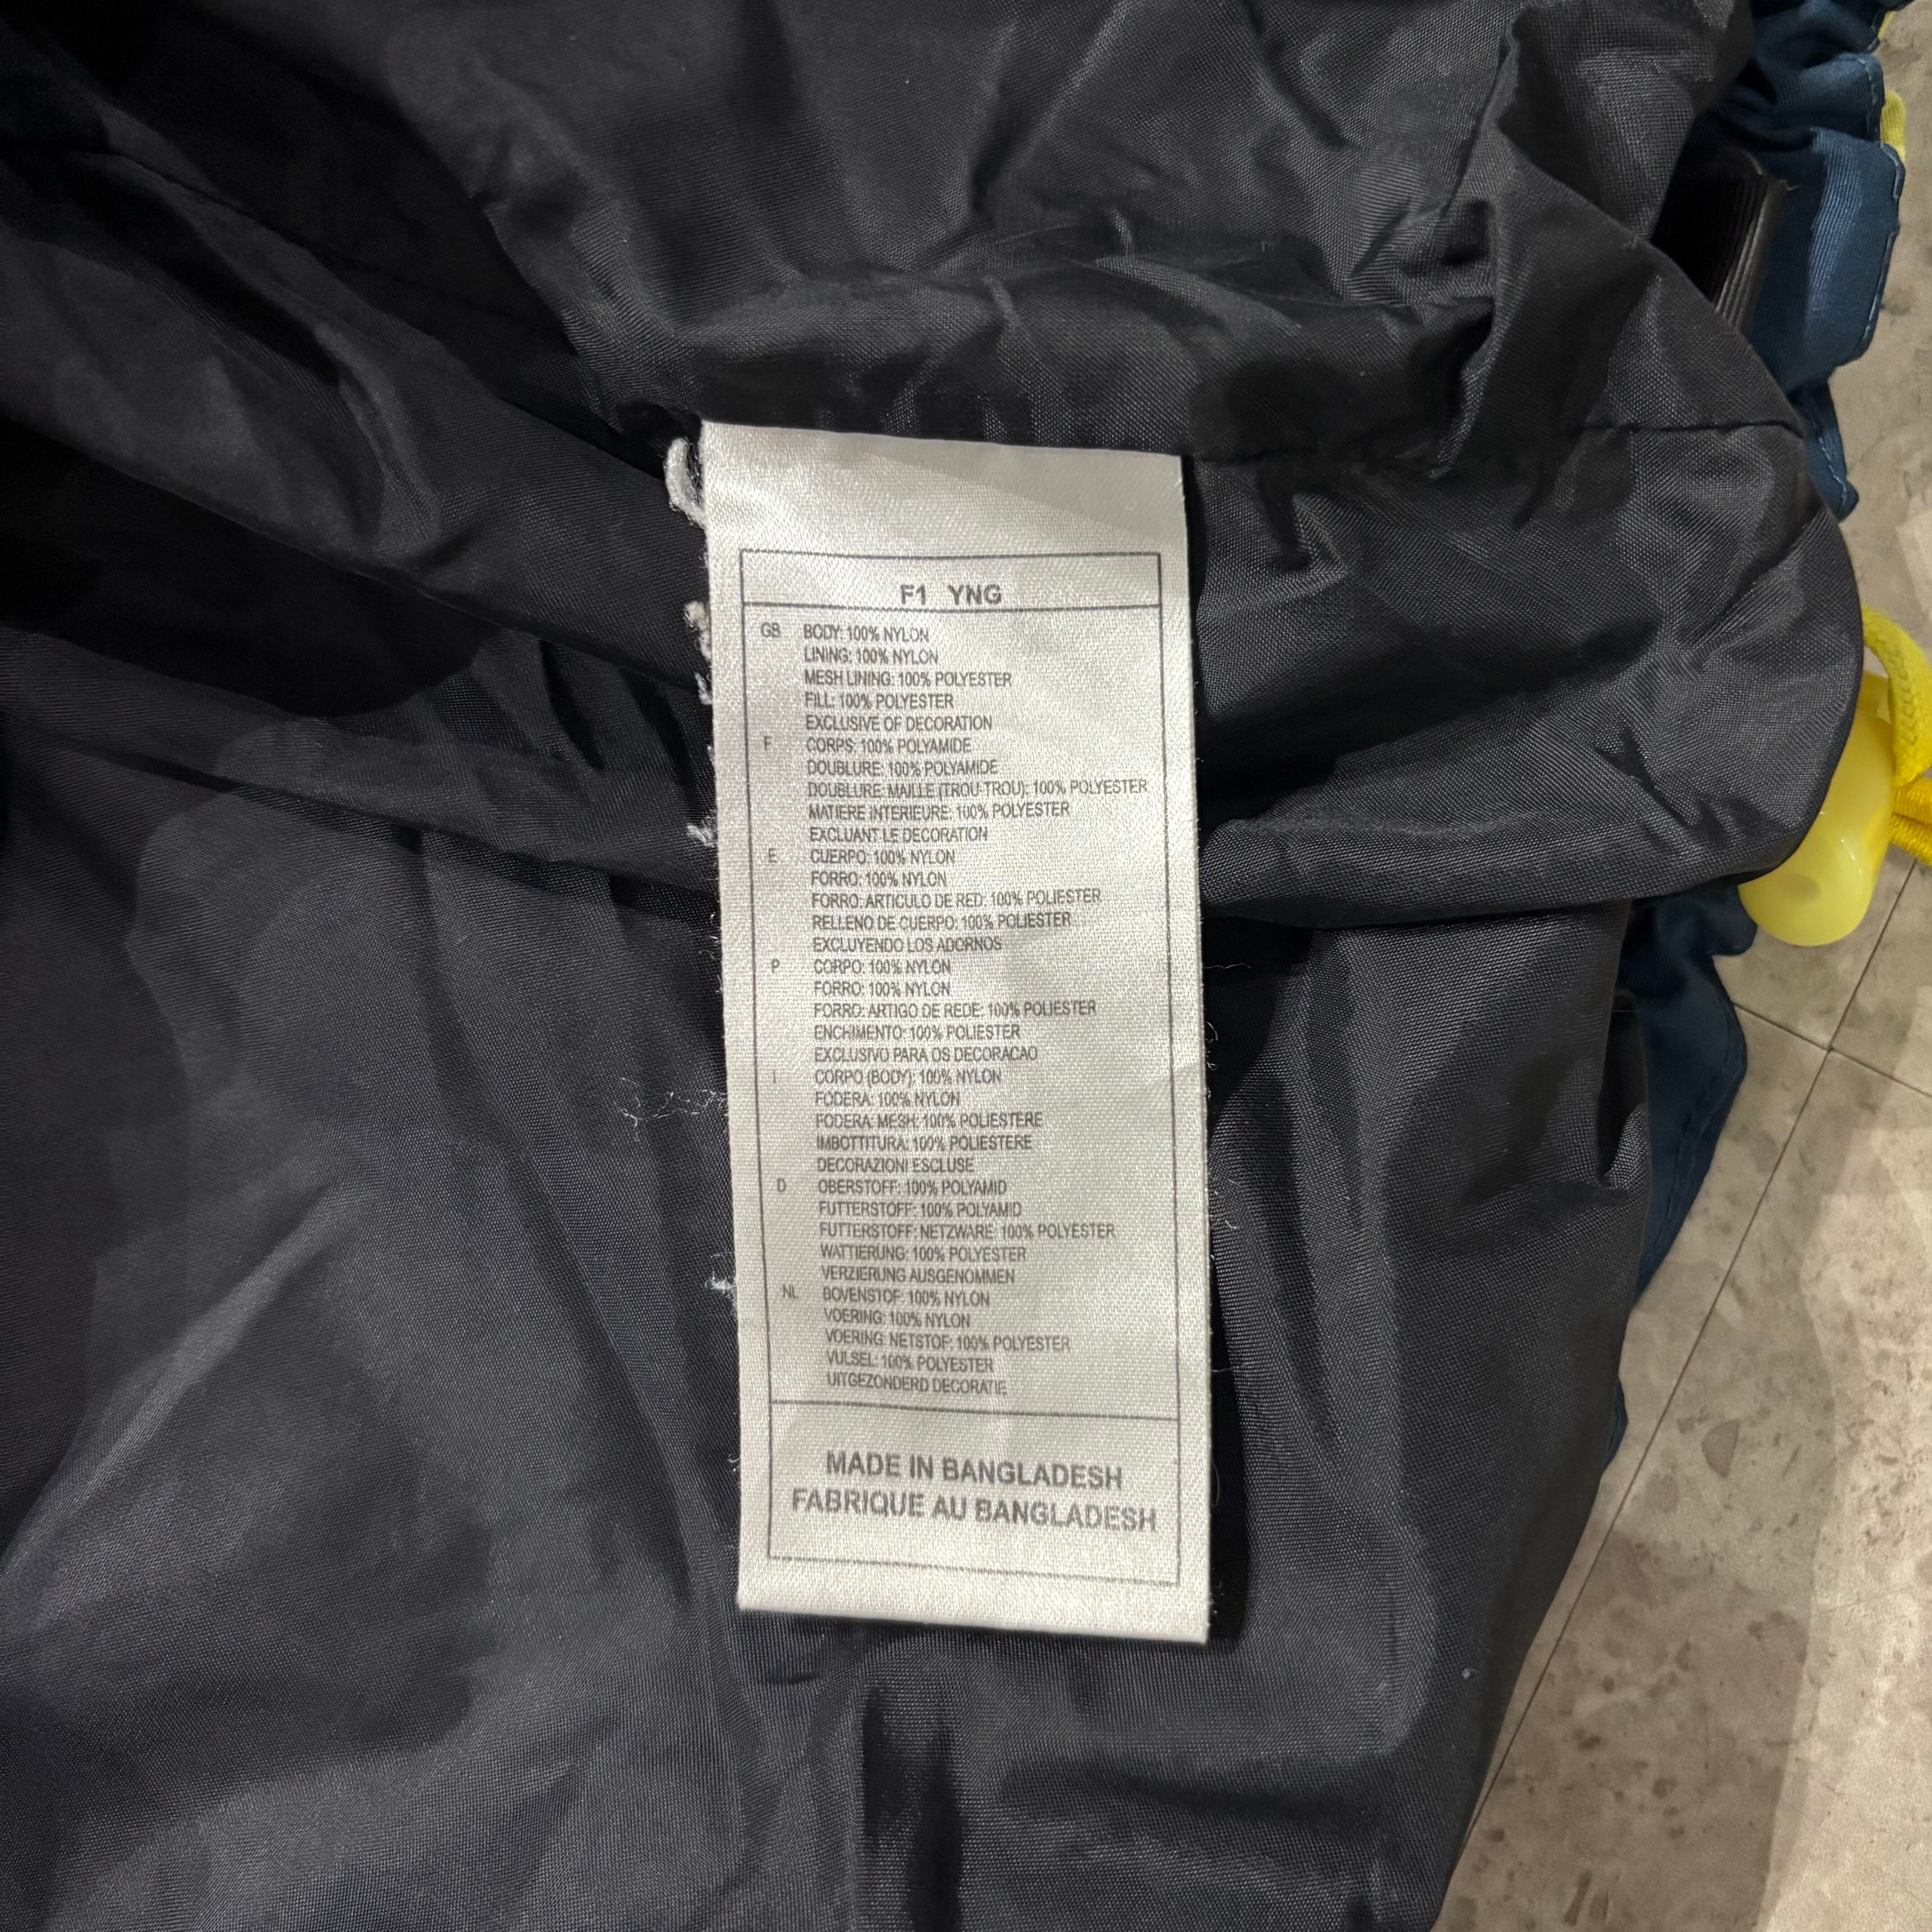 F1 YNG
GB BODY: 100% NYLON
LINING: 100% NYLON
MESH LINING: 100% POLYESTER
FILL: 100% POLYESTER
EXCLUSIVE OF DECORATION
F CORPS: 100% POLYAMIDE
DOUBLURE: 100% POLYAMIDE
DOUBLURE: MAILLE (TROU TROU): 100% POLYESTER
MATIERE INTERIEURE: 100% POLYESTER
EXCLUANT LE DECORATION
E CUERPO: 100% NYLON
FORRO: 100% NYLON
FORRO: ARTICULO DE RED: 100% POLIESTER
RELLENO DE CUERPO: 100% POLIESTER
EXCLUYENDO LOS ADORNOS
P CORPO: 100% NYLON
FORRO: 100% NYLON
FORRO: ARTIGO DE REDE: 100% POLIESTER
ENCHIMENTO: 100% POLIESTER
EXCLUSIVO PARA OS DECORACAO
I CORPO (BODY): 100% NYLON
FODERA: 100% NYLON
FODERA MESH: 100% POLIESTERE
IMBOTTITURA: 100% POLIESTERE
DECORAZIONI ESCLUSE
D OBERSTOFF: 100% POLYAMID
FUTTERSTOFF: 100% POLYAMID
FUTTERSTOFF: NETZWARE: 100% POLYESTER
WATTIERUNG: 100% POLYESTER
VERZIERUNG AUSGENOMMEN
NL BOVENSTOF: 100% NYLON
VOERING: 100% NYLON
VOERING: NETSTOF: 100% POLYESTER
VULSEL: 100% POLYESTER
UITGEZONDERD DECORATIE
MADE IN BANGLADESH
FABRIQUE AU BANGLADESH